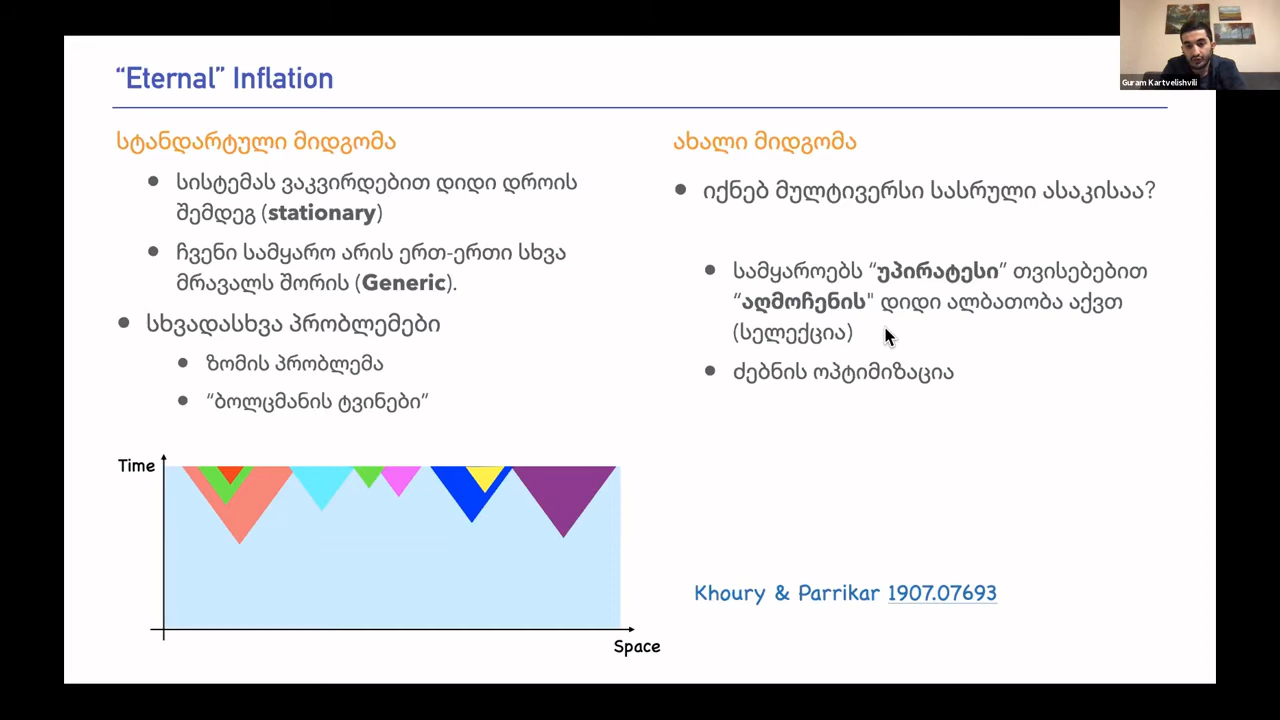 “Eternal” Inflation
სტანდარტული მიდგომა
სისტემას ვაკვირდებით დიდი დროის
შემდეგ (stationary)
ჩვენი სამყარო არის ერთ-ერთი სხვა
მრავალს შორის (Generic).
სხვადასხვა პრობლემები
ზომის პრობლემა
“ბოლცმანის ტვინები”
Time
Space
ახალი მიდგომა
იქნებ მულტივერსი სასრული ასაკისაა?
სამყაროებს “უპირატესი” თვისებებით
“აღმოჩენის" დიდი ალბათობა აქვთ
(სელექცია)
ძებნის ოპტიმიზაცია
Khoury & Parrikar 1907.07693
Guram Kartvelishvili